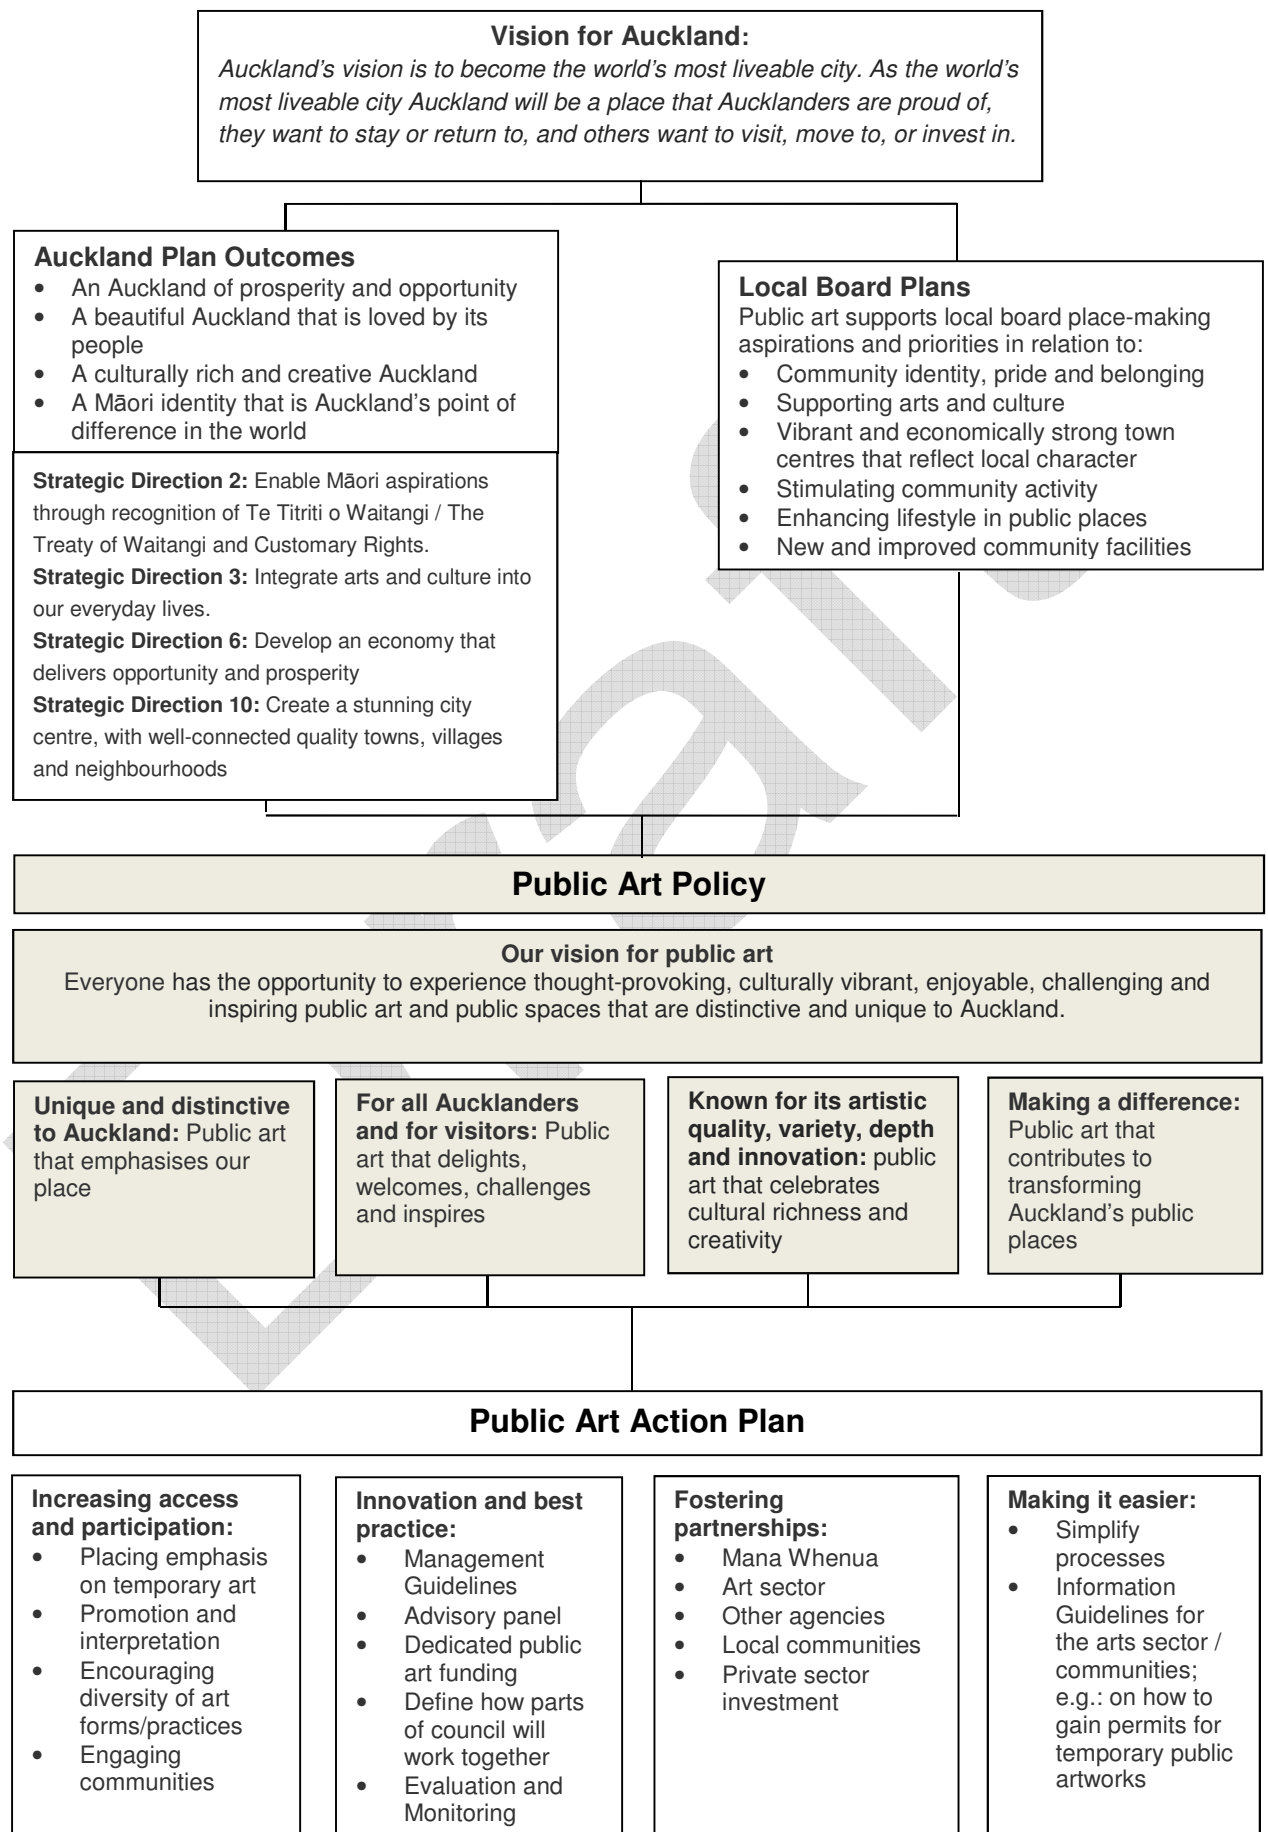 Vision for Auckland:
Auckland's vision is to become the world's most liveable city. As the world's
most liveable city Auckland will be a place that Aucklanders are proud of,
they want to stay or return to, and others want to visit, move to, or invest in.
Auckland Plan Outcomes
• An Auckland of prosperity and opportunity
• A beautiful Auckland that is loved by its
people
• A culturally rich and creative Auckland
• A Māori identity that is Auckland's point of
difference in the world
Strategic Direction 2: Enable Māori aspirations
through recognition of Te Titriti o Waitangi / The
Treaty of Waitangi and Customary Rights.
Strategic Direction 3: Integrate arts and culture into
our everyday lives.
Strategic Direction 6: Develop an economy that
delivers opportunity and prosperity
Strategic Direction 10: Create a stunning city
centre, with well-connected quality towns, villages
and neighbourhoods
Local Board Plans
Public art supports local board place-making
aspirations and priorities in relation to:
• Community identity, pride and belonging
• Supporting arts and culture
• Vibrant and economically strong town
centres that reflect local character
• Stimulating community activity
• Enhancing lifestyle in public places
• New and improved community facilities
Public Art Policy
Our vision for public art
Everyone has the opportunity to experience thought-provoking, culturally vibrant, enjoyable, challenging and
inspiring public art and public spaces that are distinctive and unique to Auckland.
Unique and distinctive
to Auckland: Public art
that emphasises our
place
For all Aucklanders
and for visitors: Public
art that delights,
welcomes, challenges
and inspires
Known for its artistic
quality, variety, depth
and innovation: public
art that celebrates
cultural richness and
creativity
Making a difference:
Public art that
contributes to
transforming
Auckland's public
places
Public Art Action Plan
Increasing access
and participation:
• Placing emphasis
on temporary art
• Promotion and
interpretation
• Encouraging
diversity of art
forms/practices
• Engaging
communities
Innovation and best
practice:
• Management
Guidelines
• Advisory panel
• Dedicated public
art funding
• Define how parts
of council will
work together
• Evaluation and
Monitoring
Fostering
partnerships:
• Mana Whenua
• Art sector
• Other agencies
• Local communities
• Private sector
investment
Making it easier:
• Simplify
processes
• Information
Guidelines for
the arts sector /
communities;
e.g.: on how to
gain permits for
temporary public
artworks
Draft